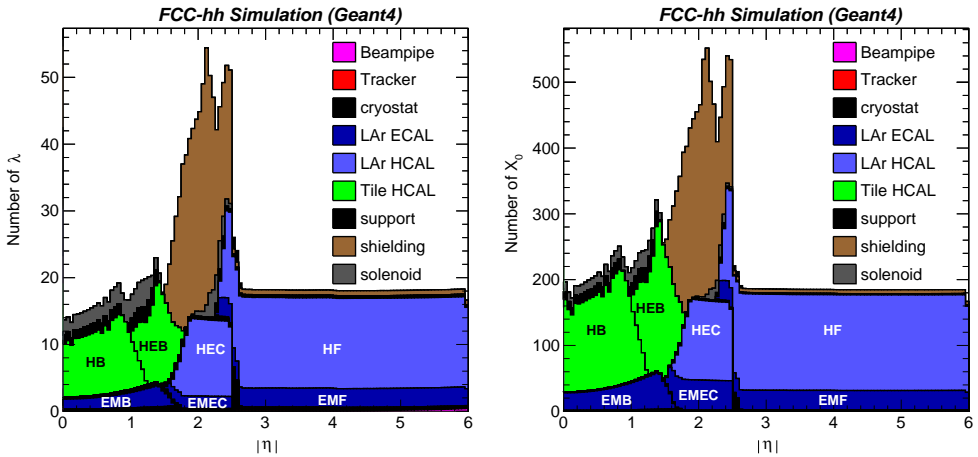 FCC-hh Simulation (Geant4)
Number of λ
50
40
30
20
10
0
Beampipe
Tracker
cryostat
LAr ECAL
LAr HCAL
Tile HCAL
support
shielding
solenoid
HB
HEB
HEC
HF
EMB
EMEC
EMF
0 1 2 3 4 5 6
|η|
FCC-hh Simulation (Geant4)
Number of X₀
500
400
300
200
100
0
Beampipe
Tracker
cryostat
LAr ECAL
LAr HCAL
Tile HCAL
support
shielding
solenoid
HB
HEB
HEC
HF
EMB
EMEC
EMF
0 1 2 3 4 5 6
|η|